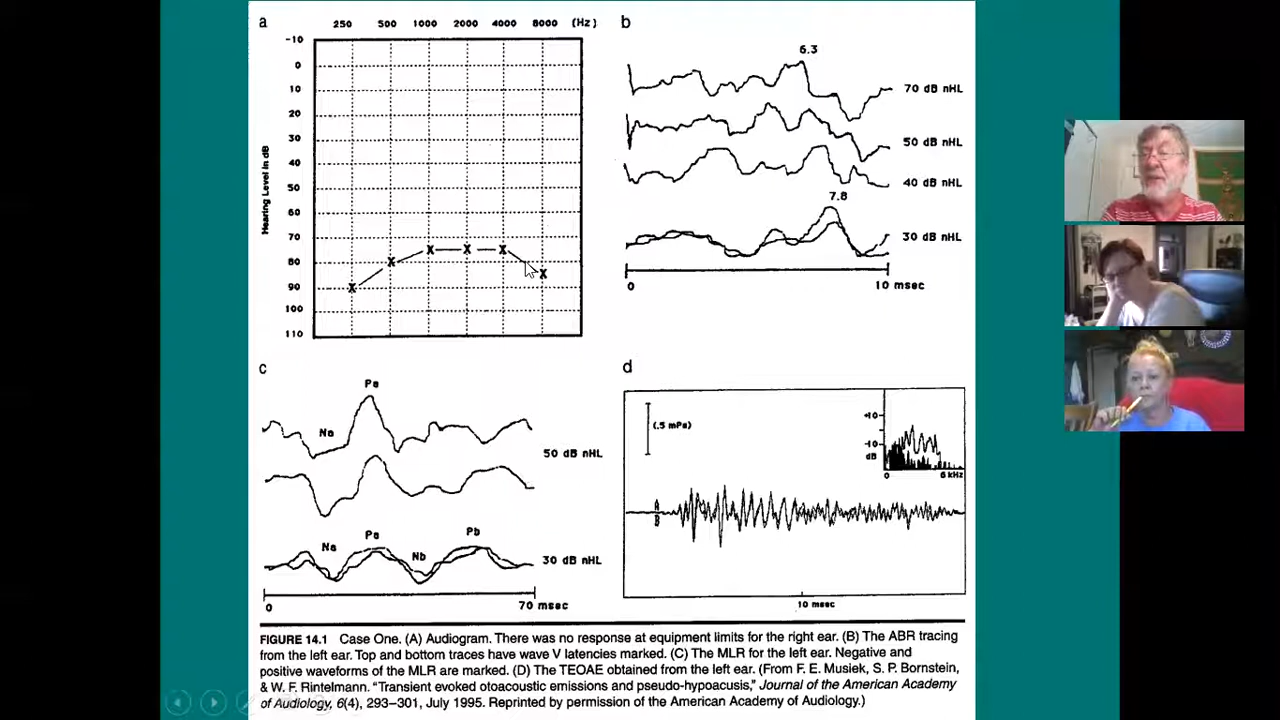 a
250 500 1000 2000 4000 8000 (Hz)
-10
0
10
20
30
40
50
60
70
80
90
100
110
Hearing Level in dB
b
6.3
70 dB nHL
50 dB nHL
40 dB nHL
7.8
30 dB nHL
0
10 msec
c
Pa
Na
50 dB nHL
Na
Pa
Nb
Pb
30 dB nHL
0
70 msec
d
(.5 mPa)
A
B
+10
-10
dB
0
6 kHz
10 msec
FIGURE 14.1 Case One. (A) Audiogram. There was no response at equipment limits for the right ear. (B) The ABR tracing
from the left ear. Top and bottom traces have wave V latencies marked. (C) The MLR for the left ear. Negative and
positive waveforms of the MLR are marked. (D) The TEOAE obtained from the left ear. (From F. E. Musiek, S. P. Bornstein,
& W. F. Rintelmann. “Transient evoked otoacoustic emissions and pseudo-hypoacusis,” Journal of the American Academy
of Audiology, 6(4), 293–301, July 1995. Reprinted by permission of the American Academy of Audiology.)